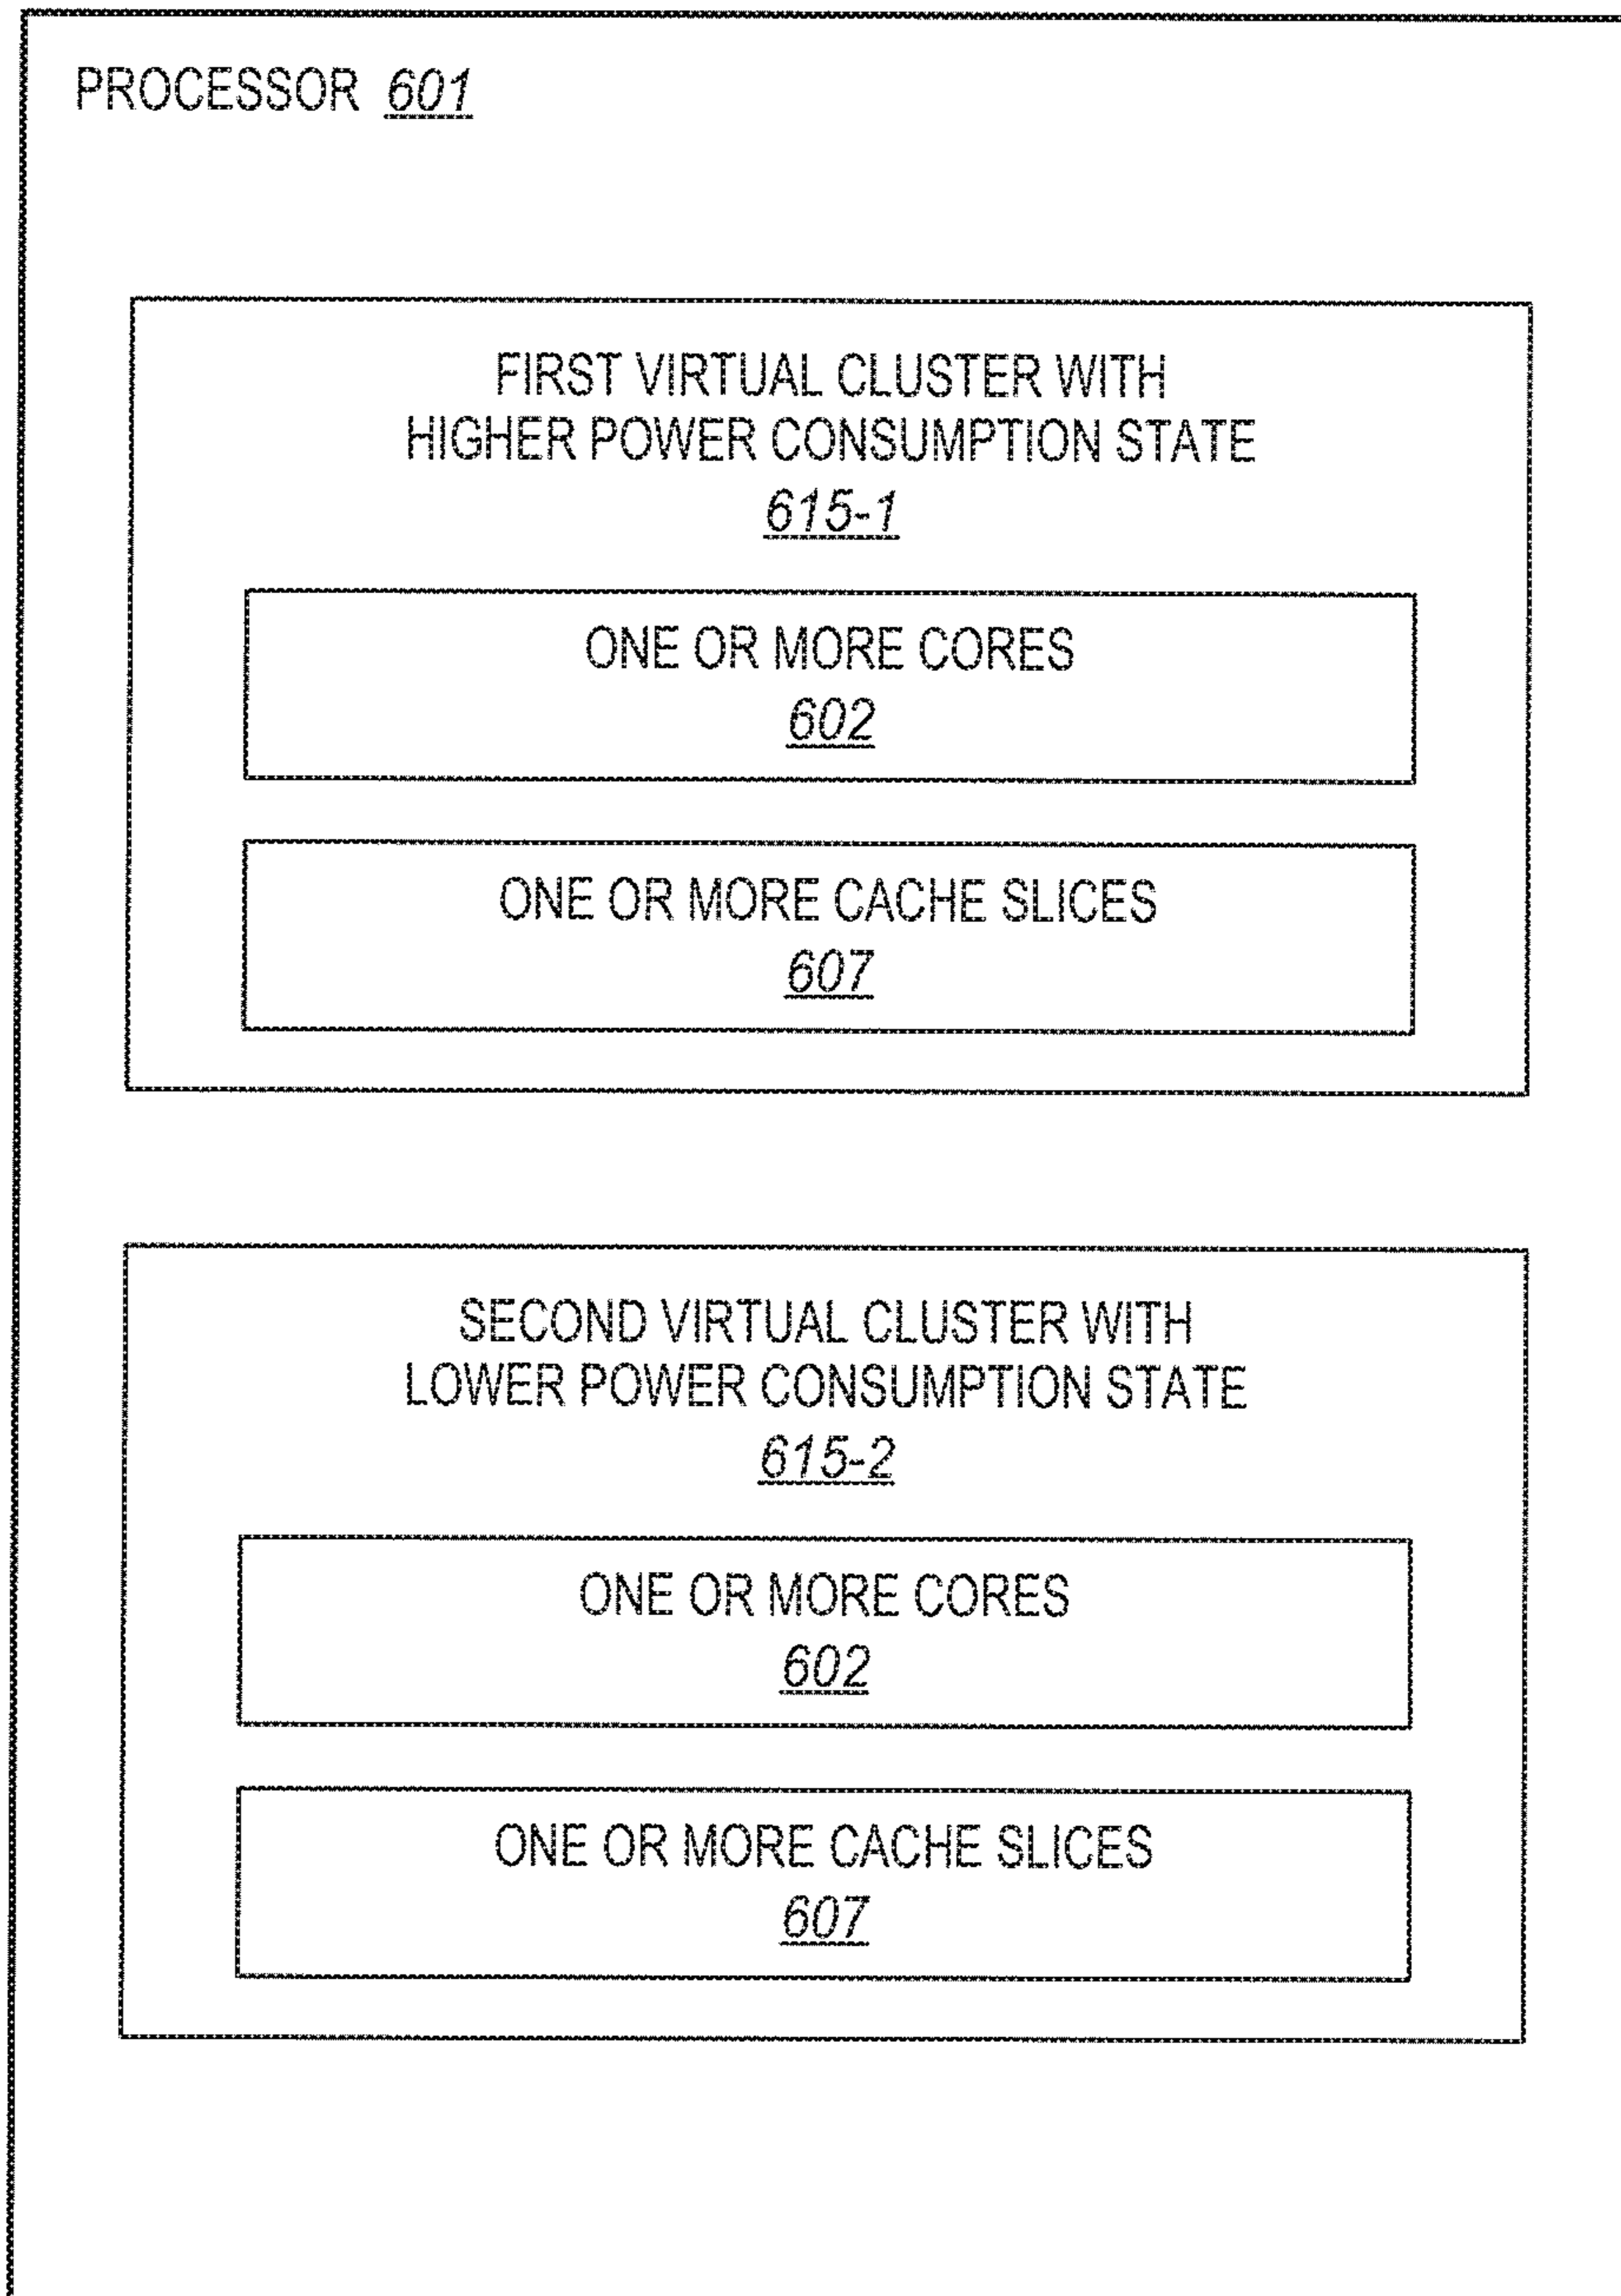 PROCESSOR 601
FIRST VIRTUAL CLUSTER WITH
HIGHER POWER CONSUMPTION STATE
615-1
ONE OR MORE CORES
602
ONE OR MORE CACHE SLICES
607
SECOND VIRTUAL CLUSTER WITH
LOWER POWER CONSUMPTION STATE
615-2
ONE OR MORE CORES
602
ONE OR MORE CACHE SLICES
607